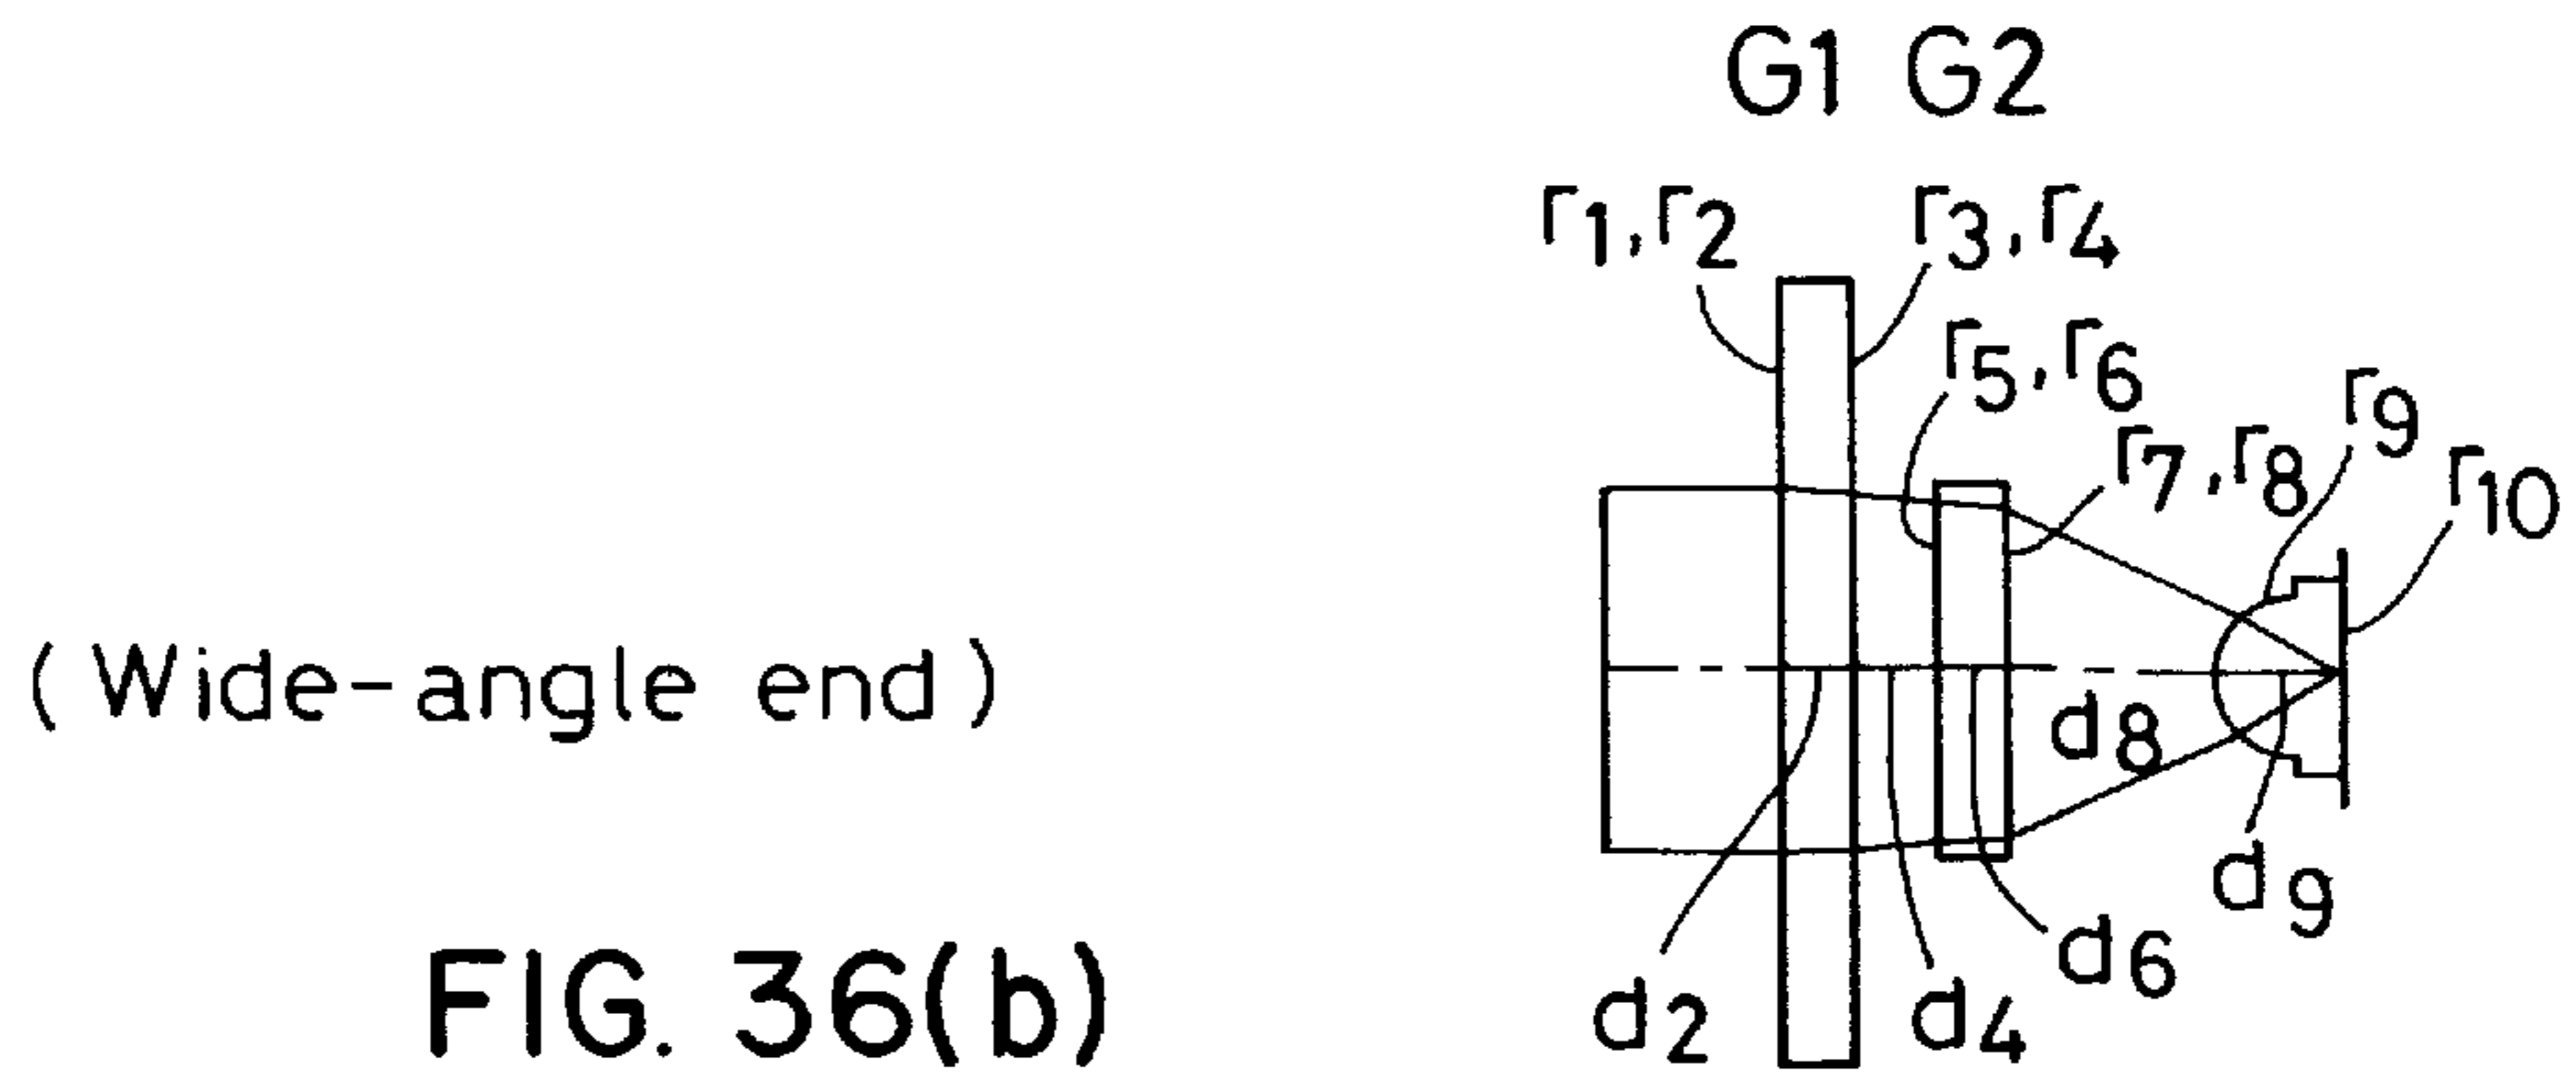 G1 G2
r1, r2
r3, r4
r5, r6
r7, r8
r9
r10
(Wide-angle end)
d8
d9
d6
d2
d4
FIG. 36(b)